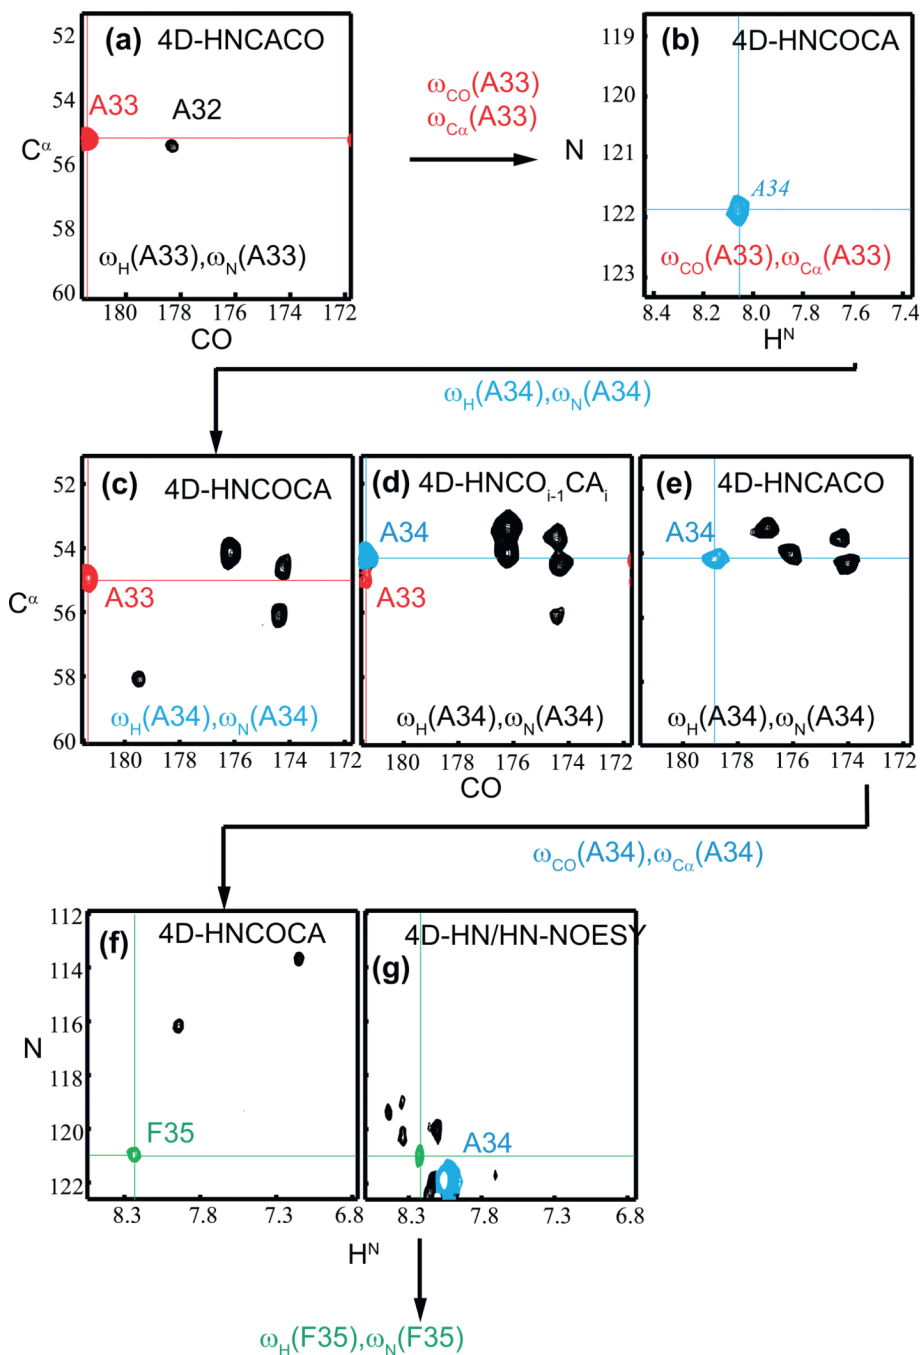 (a) 4D-HNCACO
52
54
56
58
60
Cα
A33
A32
ωH(A33),ωN(A33)
180 178 176 174 172
CO
ωCO(A33)
ωCα(A33)
(b) 4D-HNCOCA
119
120
121
122
123
N
A34
ωCO(A33),ωCα(A33)
8.4 8.2 8.0 7.8 7.6 7.4
HN
ωH(A34),ωN(A34)
(c) 4D-HNCOCA
52
54
56
58
60
Cα
A33
ωH(A34),ωN(A34)
180 178 176 174 172
(d) 4D-HNCOi-1CAi
A34
A33
ωH(A34),ωN(A34)
180 178 176 174 172
CO
(e) 4D-HNCACO
A34
ωH(A34),ωN(A34)
180 178 176 174 172
ωCO(A34),ωCα(A34)
(f) 4D-HNCOCA
112
114
116
118
120
122
N
F35
8.3 7.8 7.3 6.8
(g) 4D-HN/HN-NOESY
A34
8.3 7.8 7.3 6.8
HN
ωH(F35),ωN(F35)